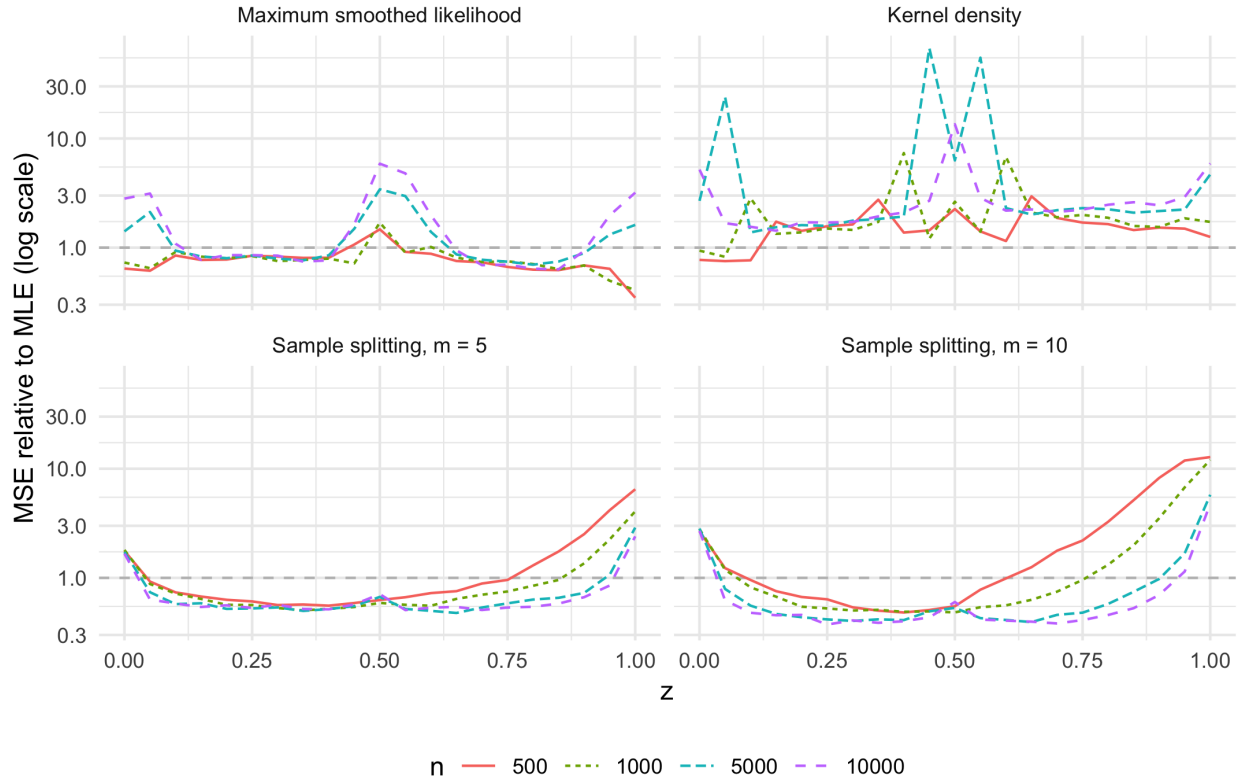 Maximum smoothed likelihood
Kernel density
30.0
10.0
3.0
1.0
0.3
Sample splitting, m = 5
Sample splitting, m = 10
30.0
10.0
3.0
1.0
0.3
MSE relative to MLE (log scale)
0.00 0.25 0.50 0.75 1.00
0.00 0.25 0.50 0.75 1.00
z
n 500 1000 5000 10000